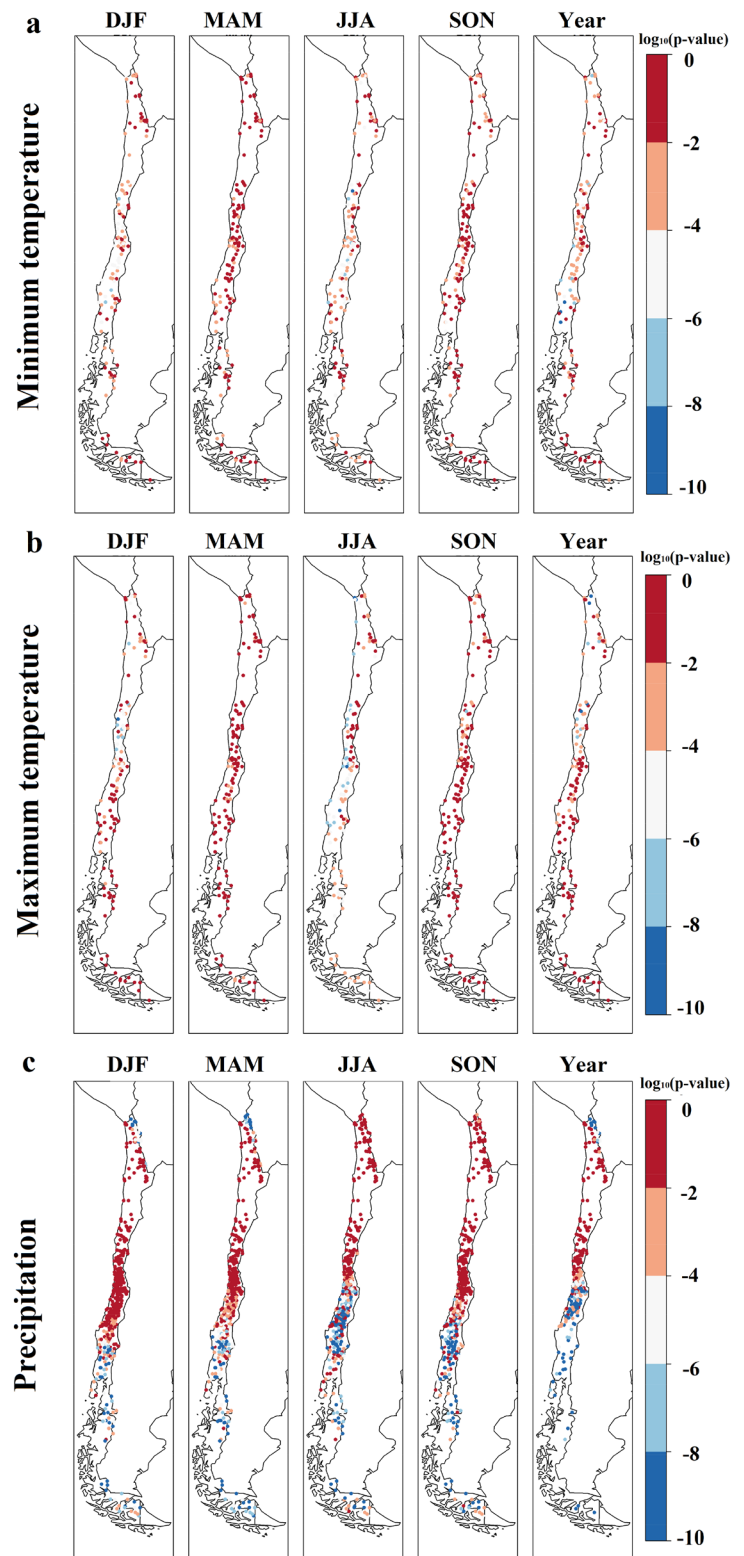 a
DJF MAM JJA SON Year
log₁₀(p-value)
Minimum temperature
0
-2
-4
-6
-8
-10
b
DJF MAM JJA SON Year
log₁₀(p-value)
Maximum temperature
0
-2
-4
-6
-8
-10
c
DJF MAM JJA SON Year
log₁₀(p-value)
Precipitation
0
-2
-4
-6
-8
-10